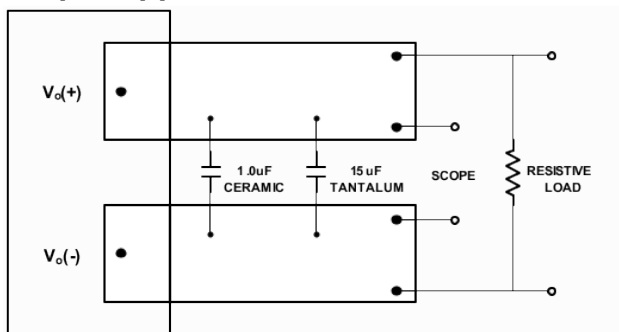 Vo(+)
1.0uF
CERAMIC
15 uF
TANTALUM
SCOPE
RESISTIVE
LOAD
Vo(-)